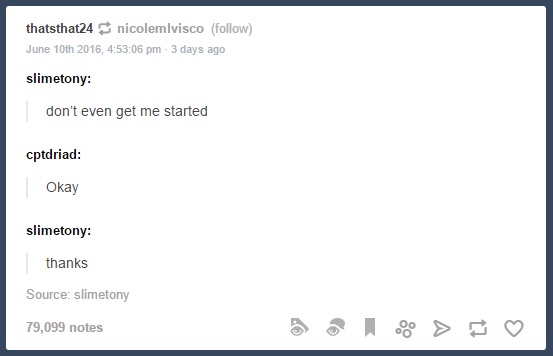 thatsthat24 nicolemlvisco (follow)
June 10th 2016, 4:53:06 pm · 3 days ago
slimetony:
don't even get me started
cptdriad:
Okay
slimetony:
thanks
Source: slimetony
79,099 notes